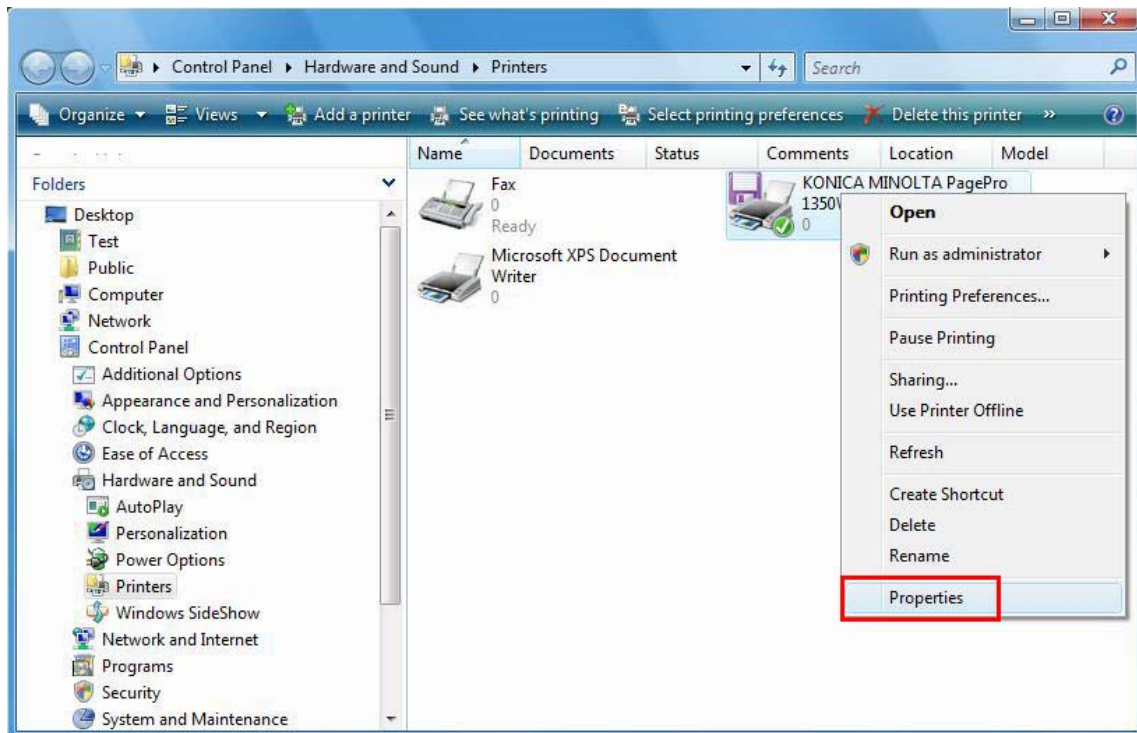 Control Panel Hardware and Sound Printers Search
Organize Views Add a printer See what's printing Select printing preferences Delete this printer »
Name Documents Status Comments Location Model
Folders
Desktop
Test
Public
Computer
Network
Control Panel
Additional Options
Appearance and Personalization
Clock, Language, and Region
Ease of Access
Hardware and Sound
AutoPlay
Personalization
Power Options
Printers
Windows SideShow
Network and Internet
Programs
Security
System and Maintenance
Fax
0
Ready
Microsoft XPS Document
Writer
0
KONICA MINOLTA PagePro
0
Open
Run as administrator
Printing Preferences...
Pause Printing
Sharing...
Use Printer Offline
Refresh
Create Shortcut
Delete
Rename
Properties